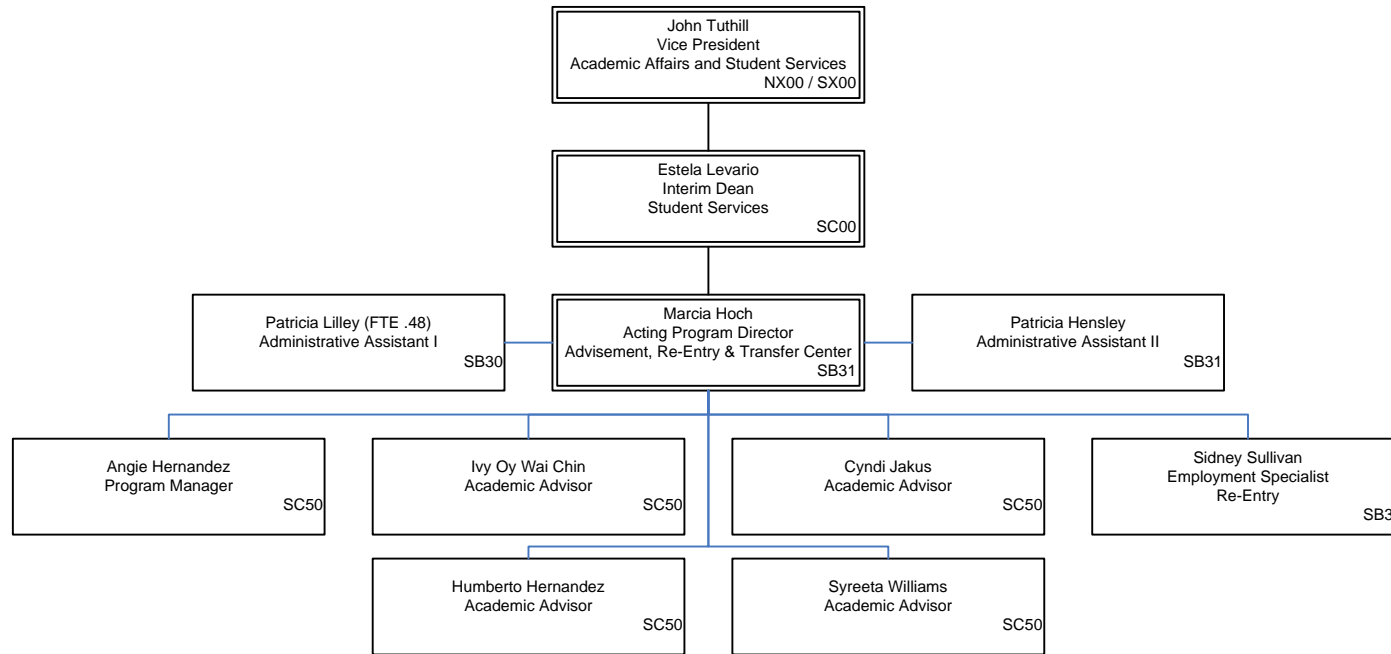 John Tuthill
Vice President
Academic Affairs and Student Services
NX00 / SX00
Estela Levario
Interim Dean
Student Services
SC00
Patricia Lilley (FTE .48)
Administrative Assistant I
SB30
Marcia Hoch
Acting Program Director
Advisement, Re-Entry & Transfer Center
SB31
Patricia Hensley
Administrative Assistant II
SB31
Angie Hernandez
Program Manager
SC50
Ivy Oy Wai Chin
Academic Advisor
SC50
Cyndi Jakus
Academic Advisor
SC50
Sidney Sullivan
Employment Specialist
Re-Entry
Humberto Hernandez
Academic Advisor
SC50
Syreeta Williams
Academic Advisor
SC50